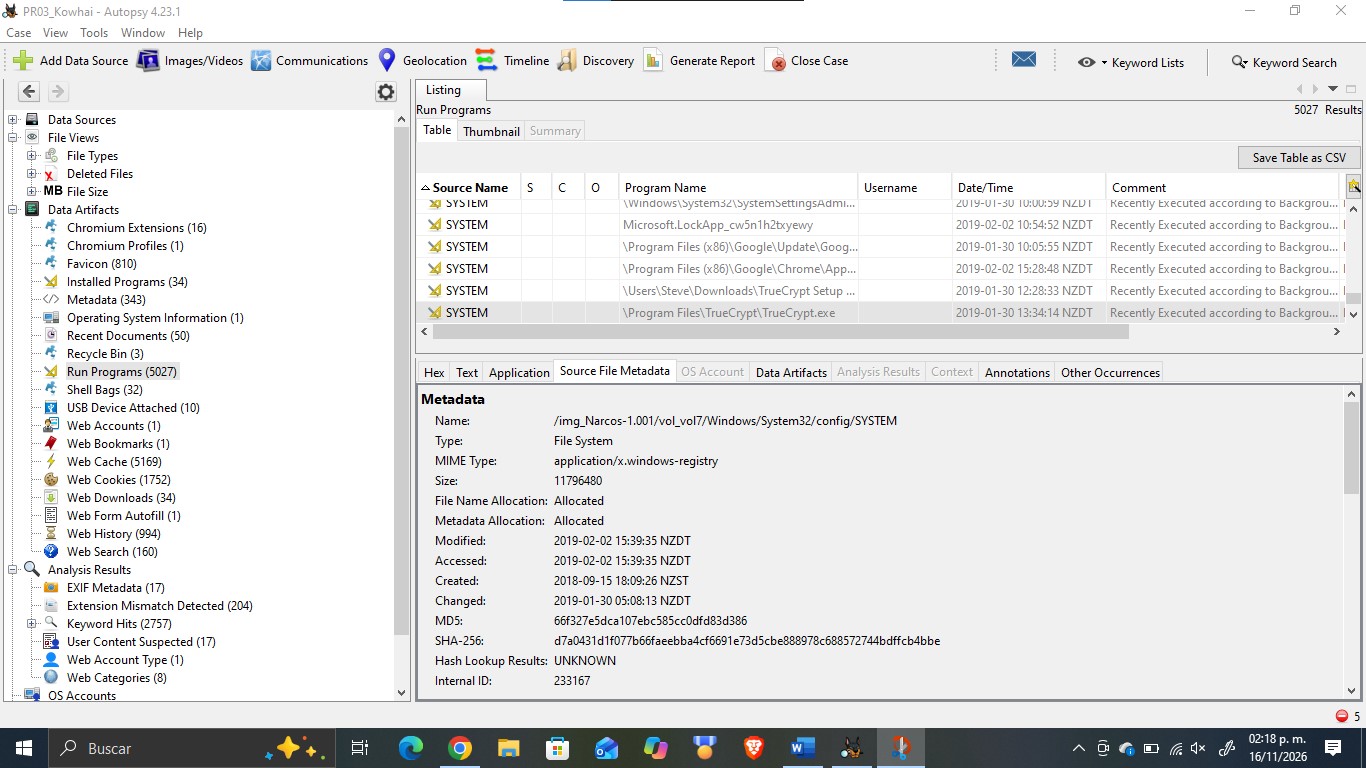 PR03_Kowhai - Autopsy 4.23.1
Case View Tools Window Help
Add Data Source Images/Videos Communications Geolocation Timeline Discovery Generate Report Close Case Keyword Lists Keyword Search
Data Sources
File Views
File Types
Deleted Files
MB File Size
Data Artifacts
Chromium Extensions (16)
Chromium Profiles (1)
Favicon (810)
Installed Programs (34)
Metadata (343)
Operating System Information (1)
Recent Documents (50)
Recycle Bin (3)
Run Programs (5027)
Shell Bags (32)
USB Device Attached (10)
Web Accounts (1)
Web Bookmarks (1)
Web Cache (5169)
Web Cookies (1752)
Web Downloads (34)
Web Form Autofill (1)
Web History (994)
Web Search (160)
Analysis Results
EXIF Metadata (17)
Extension Mismatch Detected (204)
Keyword Hits (2757)
User Content Suspected (17)
Web Account Type (1)
Web Categories (8)
OS Accounts
Listing
Run Programs 5027 Results
Table Thumbnail Summary
Save Table as CSV
Source Name S C O Program Name Username Date/Time Comment
SYSTEM \Windows\System32\SystemSettingsAdmi... 2019-01-30 10:00:59 NZDT Recently Executed according to Backgrou...
SYSTEM Microsoft.LockApp_cw5n1h2txyewy 2019-02-02 10:54:52 NZDT Recently Executed according to Backgrou...
SYSTEM \Program Files (x86)\Google\Update\Goog... 2019-01-30 10:05:55 NZDT Recently Executed according to Backgrou...
SYSTEM \Program Files (x86)\Google\Chrome\App... 2019-02-02 15:28:48 NZDT Recently Executed according to Backgrou...
SYSTEM \Users\Steve\Downloads\TrueCrypt Setup ... 2019-01-30 12:28:33 NZDT Recently Executed according to Backgrou...
SYSTEM \Program Files\TrueCrypt\TrueCrypt.exe 2019-01-30 13:34:14 NZDT Recently Executed according to Backgrou...
Hex Text Application Source File Metadata OS Account Data Artifacts Analysis Results Context Annotations Other Occurrences
Metadata
Name: /img_Narcos-1.001/vol_vol7/Windows/System32/config/SYSTEM
Type: File System
MIME Type: application/x.windows-registry
Size: 11796480
File Name Allocation: Allocated
Metadata Allocation: Allocated
Modified: 2019-02-02 15:39:35 NZDT
Accessed: 2019-02-02 15:39:35 NZDT
Created: 2018-09-15 18:09:26 NZST
Changed: 2019-01-30 05:08:13 NZDT
MD5: 66f327e5dca107ebc585cc0dfd83d386
SHA-256: d7a0431d1f077b66faeebba4cf6691e73d5cbe888978c688572744bdffcb4bbe
Hash Lookup Results: UNKNOWN
Internal ID: 233167
5
Buscar
02:18 p. m.
16/11/2026